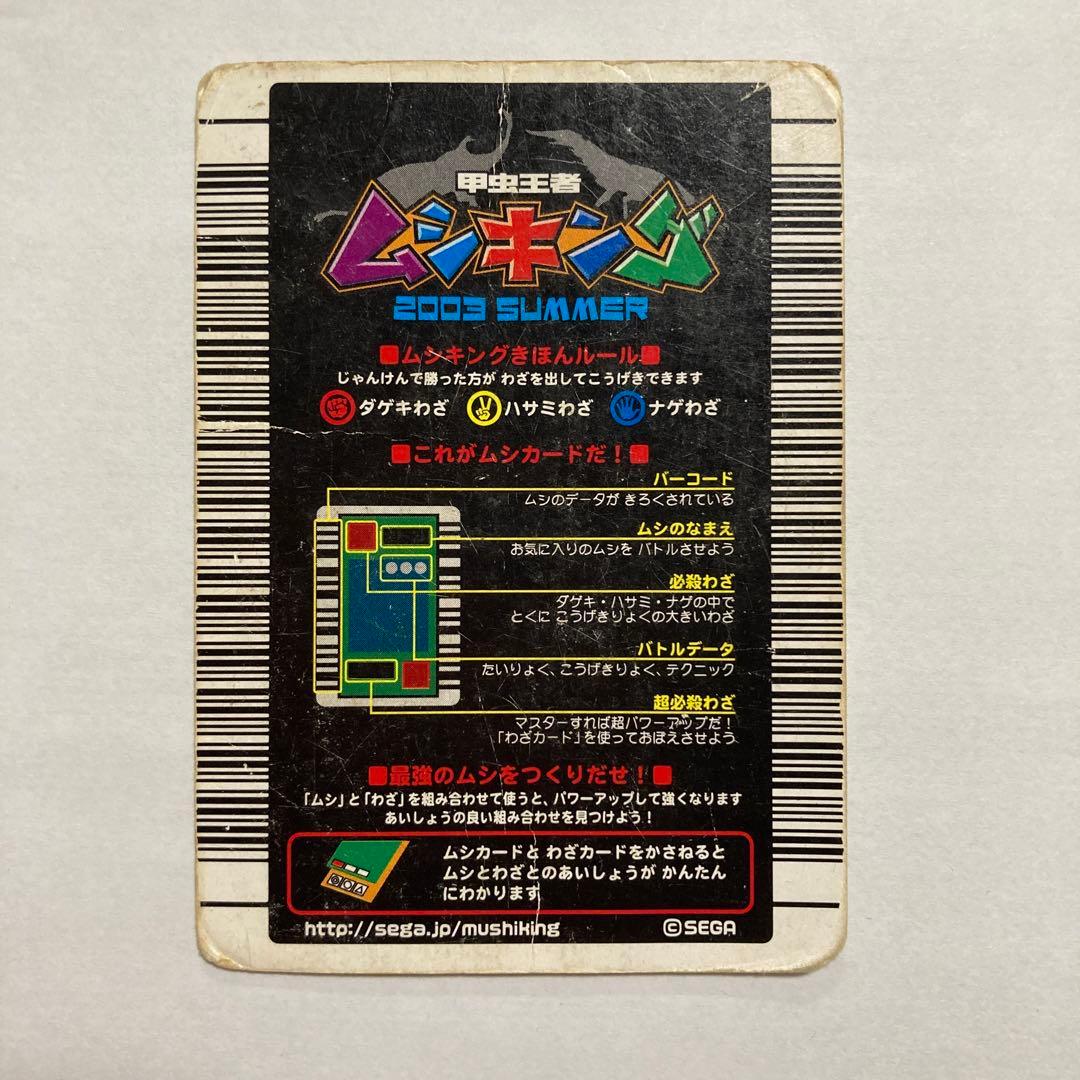 甲虫王者
ムシキング
2003 SUMMER
■ムシキングきほんルール■
じゃんけんで勝った方が わざを出してこうげきできます
ダゲキわざ ハサミわざ ナゲわざ
■これがムシカードだ！■
バーコード
ムシのデータが きろくされている
ムシのなまえ
お気に入りのムシを バトルさせよう
必殺わざ
ダゲキ・ハサミ・ナゲの中で
とくに こうげきりょくの大きいわざ
バトルデータ
たいりょく、こうげきりょく、テクニック
超必殺わざ
マスターすれば超パワーアップだ！
「わざカード」を使っておぼえさせよう
■最強のムシをつくりだせ！■
「ムシ」と「わざ」を組み合わせて使うと、パワーアップして強くなります
あいしょうの良い組み合わせを見つけよう！
ムシカードと わざカードをかさねると
ムシとわざとのあいしょうが かんたん
にわかります
http://sega.jp/mushiking ©SEGA